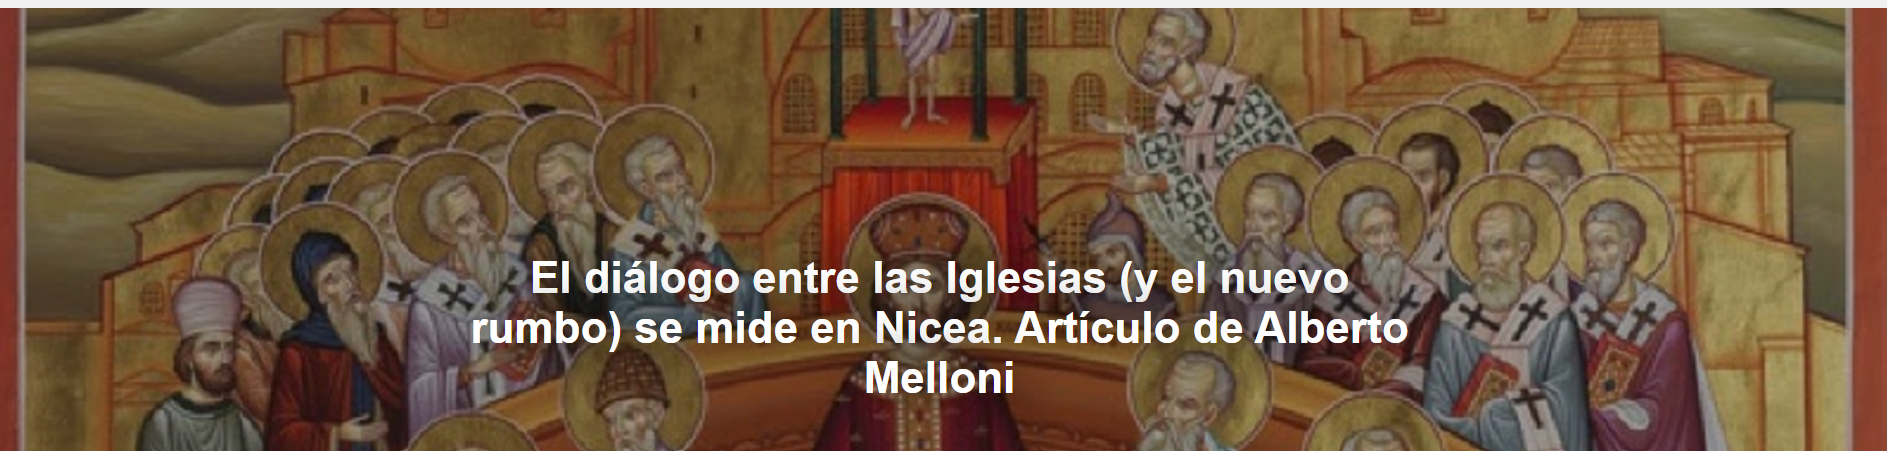 El diálogo entre las Iglesias (y el nuevo
rumbo) se mide en Nicea. Artículo de Alberto
Melloni